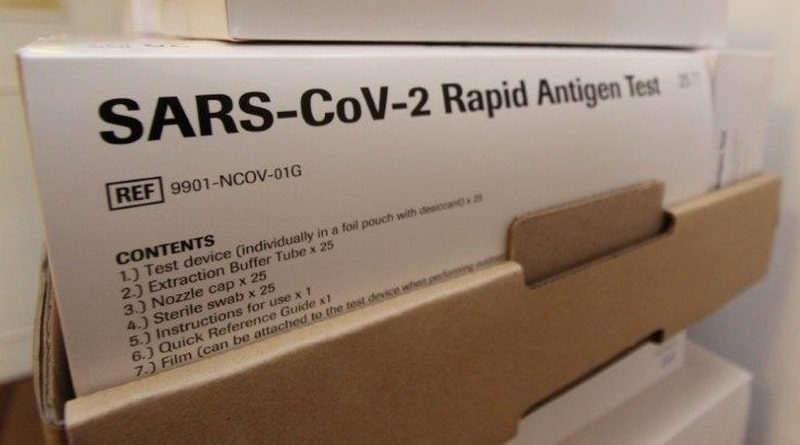 SARS-CoV-2 Rapid Antigen Test
REF 9901-NCOV-01G
CONTENTS
1.) Test device (individually in a foil pouch with desiccant) x 25
2.) Extraction Buffer Tube x 25
3.) Nozzle cap x 25
4.) Sterile swab x 25
5.) Instructions for use x 1
6.) Quick Reference Guide x1
7.) Film (can be attached to the test device when performing